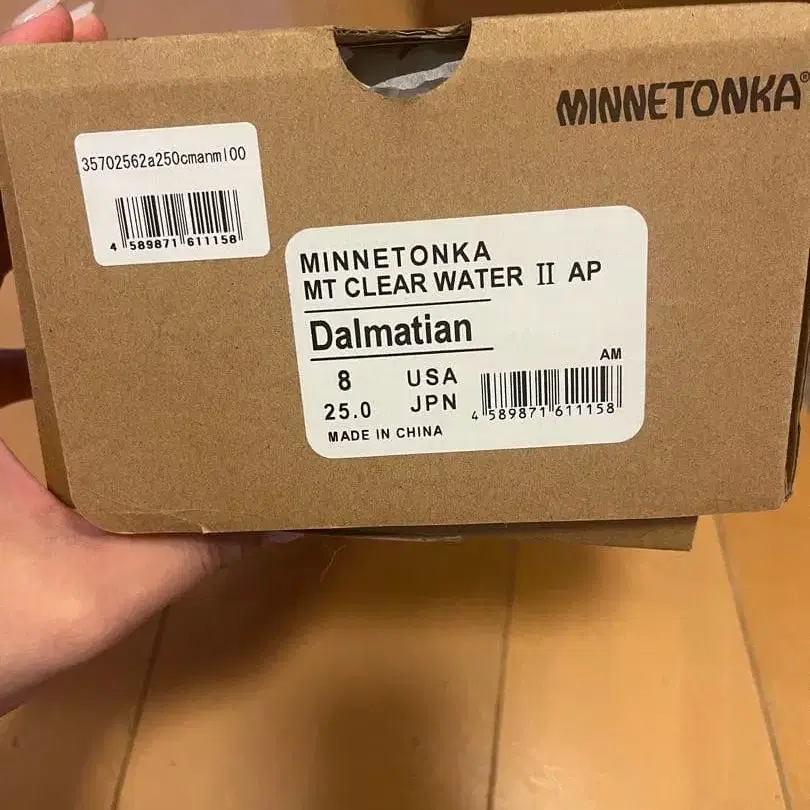 MINNETONKA®
35702562a250cmanm100
4 589871 611158
MINNETONKA
MT CLEAR WATER II AP
Dalmatian
8 USA
25.0 JPN
AM
4 589871 611158
MADE IN CHINA